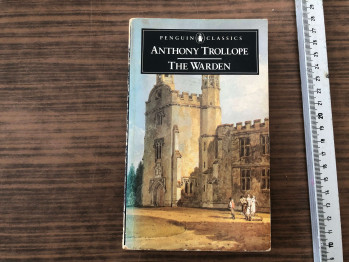 PENGUIN CLASSICS
ANTHONY TROLLOPE
THE WARDEN